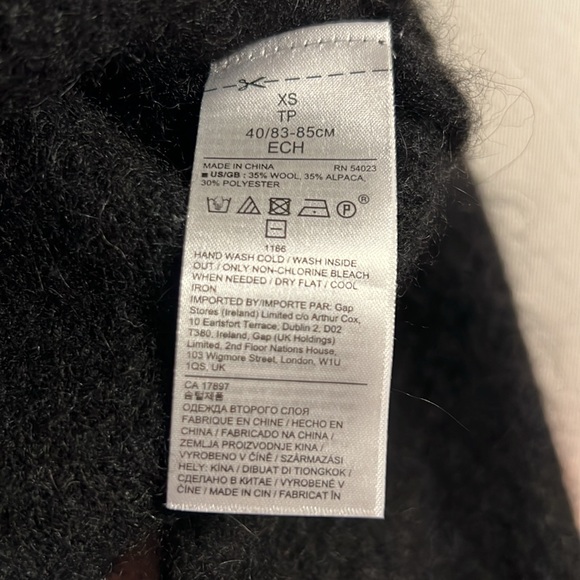 XS
TP
40/83-85CM
ECH
MADE IN CHINA RN 54023
US/GB : 35% WOOL, 35% ALPACA,
30% POLYESTER
P ®
1166
HAND WASH COLD / WASH INSIDE
OUT / ONLY NON-CHLORINE BLEACH
WHEN NEEDED / DRY FLAT / COOL
IRON
IMPORTED BY/IMPORTE PAR: Gap
Stores (Ireland) Limited c/o Arthur Cox,
10 Earlsfort Terrace, Dublin 2, D02
T380, Ireland, Gap (UK Holdings)
Limited, 2nd Floor Nations House,
103 Wigmore Street, London, W1U
1QS, UK
CA 17897
숨털제품
ОДЕЖДА ВТОРОГО СЛОЯ
FABRIQUE EN CHINE / HECHO EN
CHINA / FABRICADO NA CHINA /
ZEMLJA PROIZVODNJE KINA /
VYROBENO V ČÍNĚ / SZÁRMAZÁSI
HELY: KÍNA / DIBUAT DI TIONGKOK /
СДЕЛАНО В КИТАЕ / VYROBENÉ V
ČÍNE / MADE IN CIN / FABRICAT ÎN